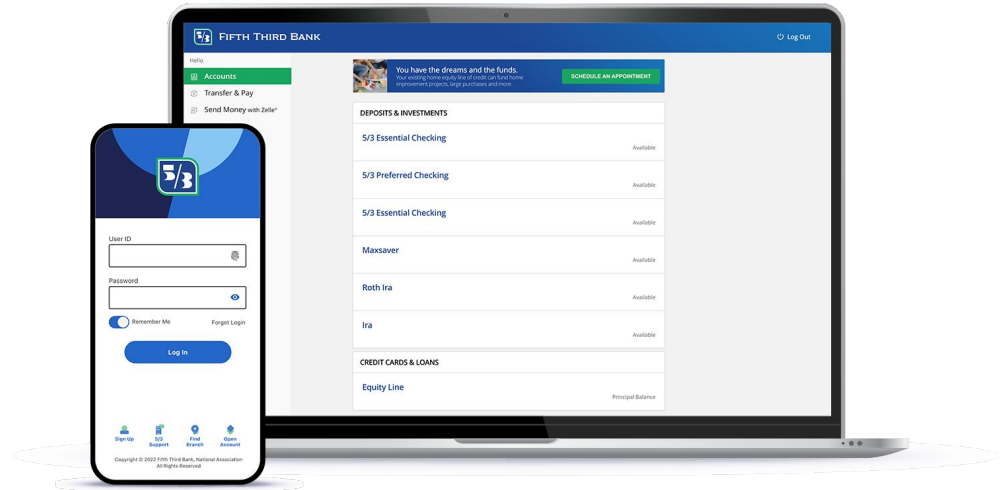 5/3 FIFTH THIRD BANK
Log Out
Hello,
Accounts
Transfer & Pay
Send Money with Zelle®
You have the dreams and the funds.
Your existing home equity line of credit can fund home
improvement projects, large purchases and more.
SCHEDULE AN APPOINTMENT
DEPOSITS & INVESTMENTS
5/3 Essential Checking
Available
5/3 Preferred Checking
Available
5/3 Essential Checking
Available
Maxsaver
Available
Roth Ira
Available
Ira
Available
CREDIT CARDS & LOANS
Equity Line
Principal Balance
5/3
User ID
Password
Remember Me
Forgot Login
Log In
Sign Up
5/3
Support
Find
Branch
Open
Account
Copyright © 2022 Fifth Third Bank, National Association
All Rights Reserved